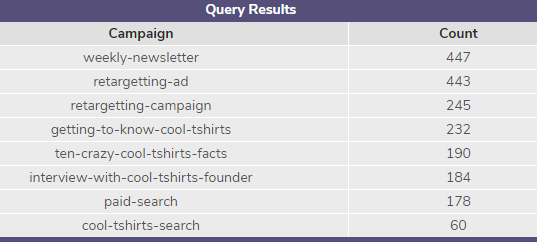 Query Results
Campaign Count
weekly-newsletter 447
retargetting-ad 443
retargetting-campaign 245
getting-to-know-cool-tshirts 232
ten-crazy-cool-tshirts-facts 190
interview-with-cool-tshirts-founder 184
paid-search 178
cool-tshirts-search 60